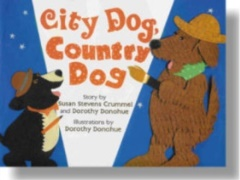 City Dog,
Country
Dog
Story by
Susan Stevens Crummel
and Dorothy Donohue
Illustrations by
Dorothy Donohue